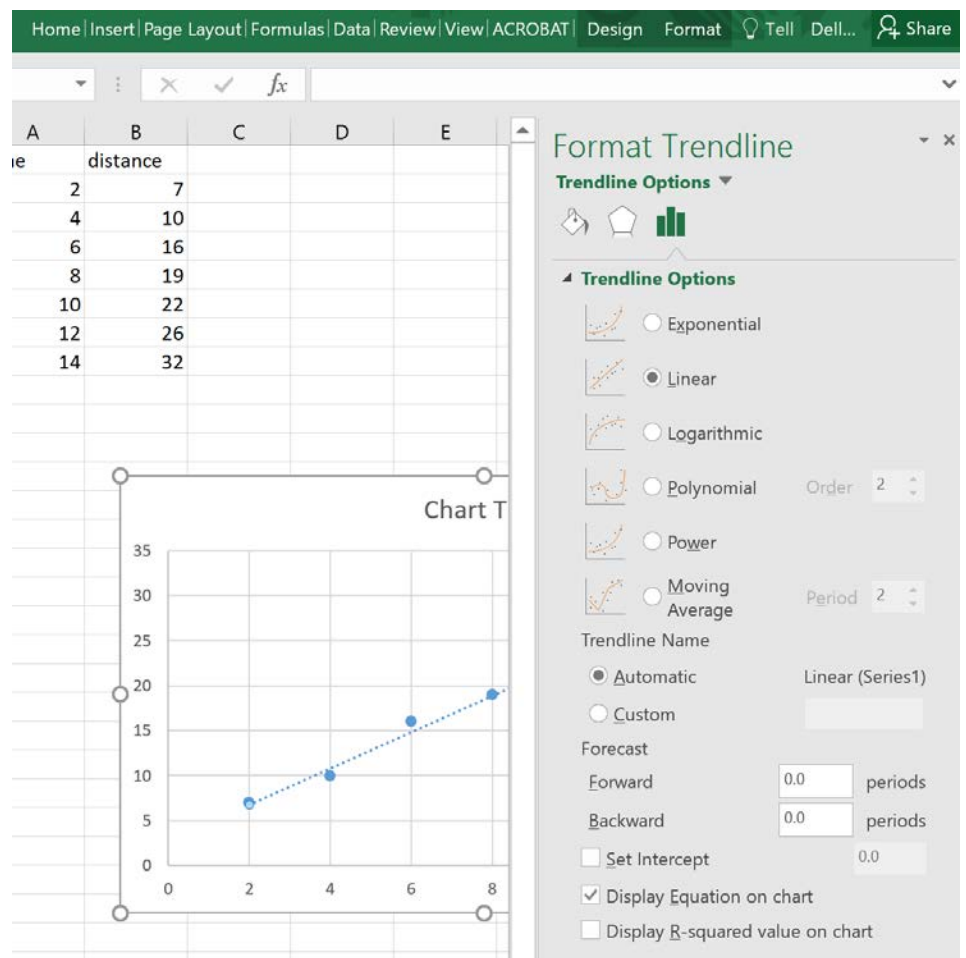 Home Insert Page Layout Formulas Data Review View ACROBAT Design Format Tell Dell... Share
fx
A B C D E
distance
2 7
4 10
6 16
8 19
10 22
12 26
14 32
Chart T
35
30
25
20
15
10
5
0
0 2 4 6 8
Format Trendline
Trendline Options
Trendline Options
Exponential
Linear
Logarithmic
Polynomial Order 2
Power
Moving
Average Period 2
Trendline Name
Automatic Linear (Series1)
Custom
Forecast
Forward 0.0 periods
Backward 0.0 periods
Set Intercept 0.0
Display Equation on chart
Display R-squared value on chart